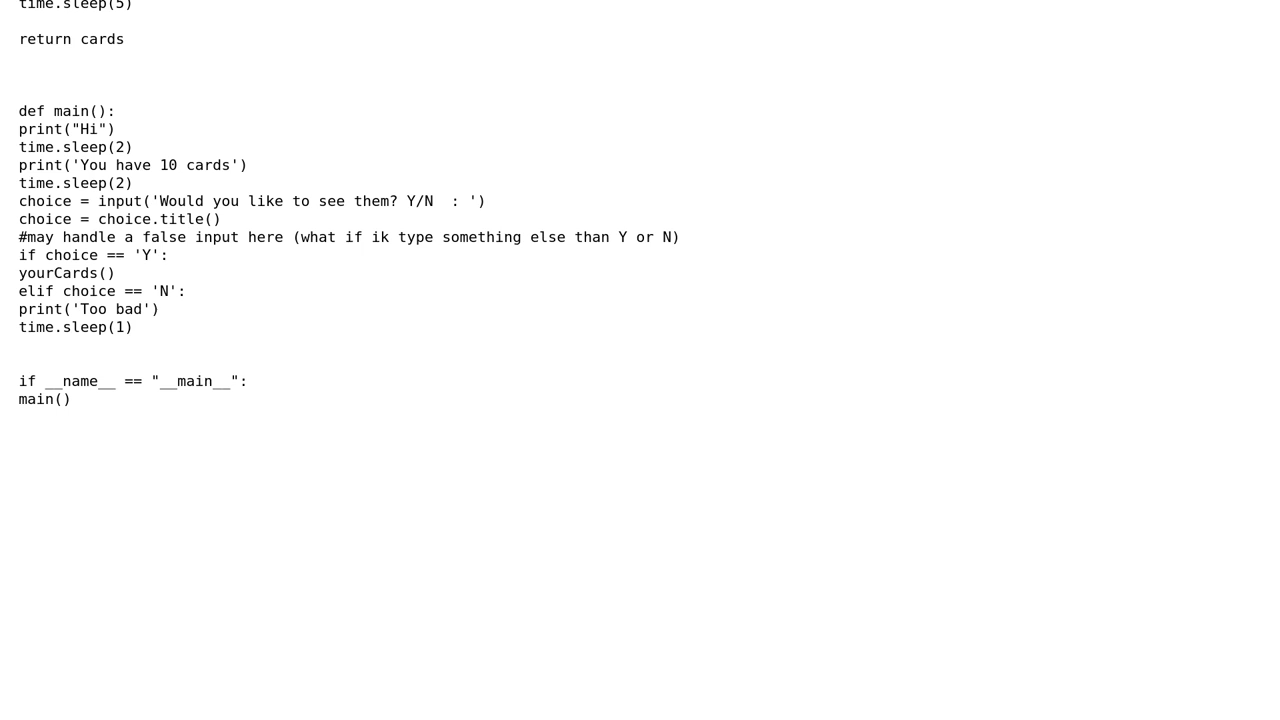 time.sleep(5)
return cards
def main():
print("Hi")
time.sleep(2)
print('You have 10 cards')
time.sleep(2)
choice = input('Would you like to see them? Y/N  : ')
choice = choice.title()
#may handle a false input here (what if ik type something else than Y or N)
if choice == 'Y':
yourCards()
elif choice == 'N':
print('Too bad')
time.sleep(1)
if __name__ == "__main__":
main()